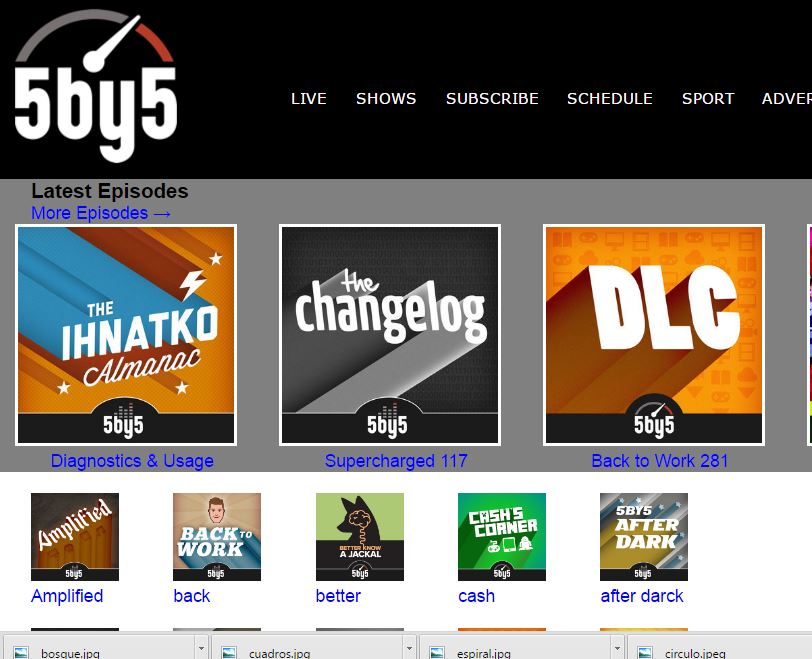 5by5
LIVE SHOWS SUBSCRIBE SCHEDULE SPORT ADVER
Latest Episodes
More Episodes →
THE
IHNATKO
Almanac
5by5
the
changelog
5by5
DLC
5by5
Diagnostics & Usage
Supercharged 117
Back to Work 281
Amplified
5by5
BACK TO
WORK
5by5
BETTER KNOW
A JACKAL
5by5
CASH'S
CORNER
5by5
5BY5
AFTER
DARK
5by5
Amplified
back
better
cash
after darck
bosque.jpg
cuadros.jpg
espiral.jpg
circulo.jpeg